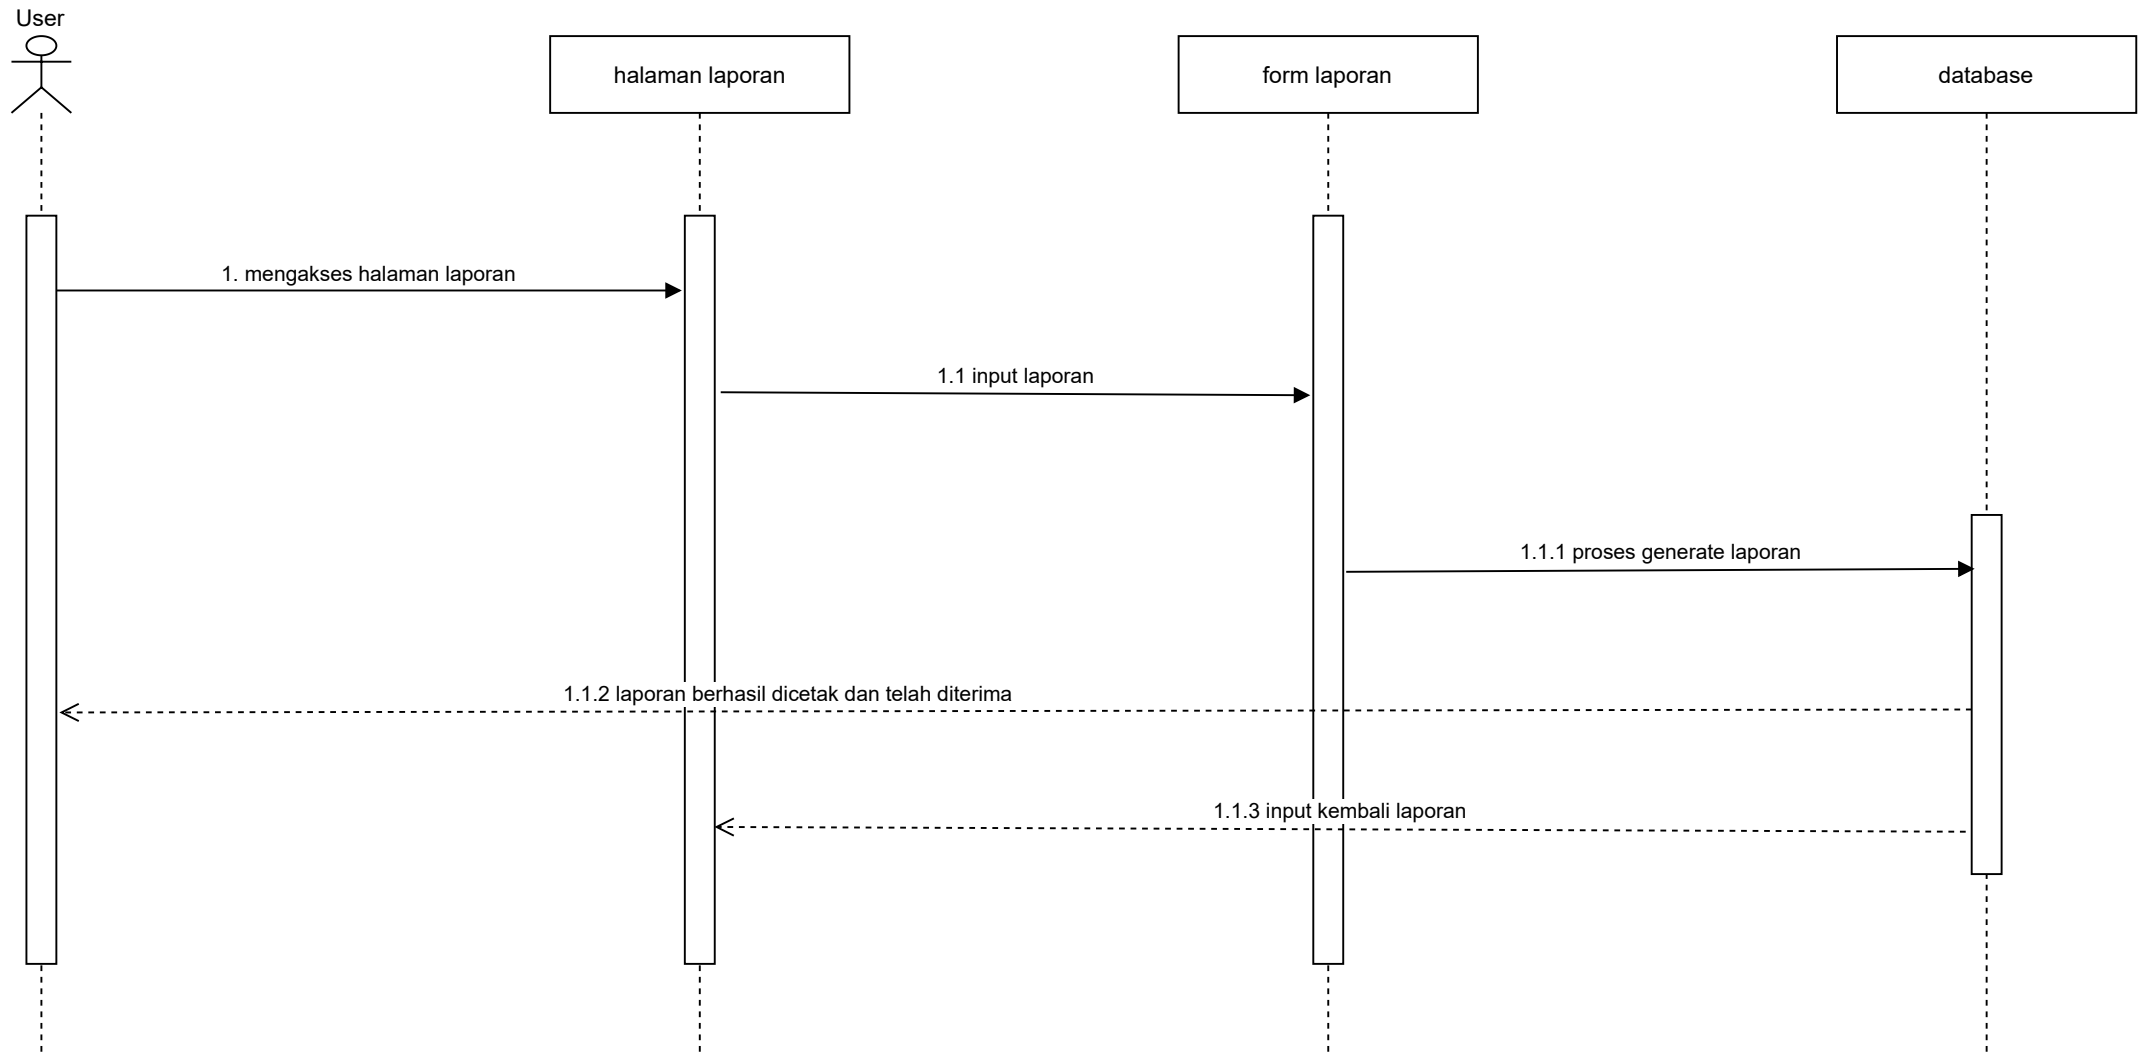 User
halaman laporan
form laporan
database
1. mengakses halaman laporan
1.1 input laporan
1.1.1 proses generate laporan
1.1.2 laporan berhasil dicetak dan telah diterima
1.1.3 input kembali laporan